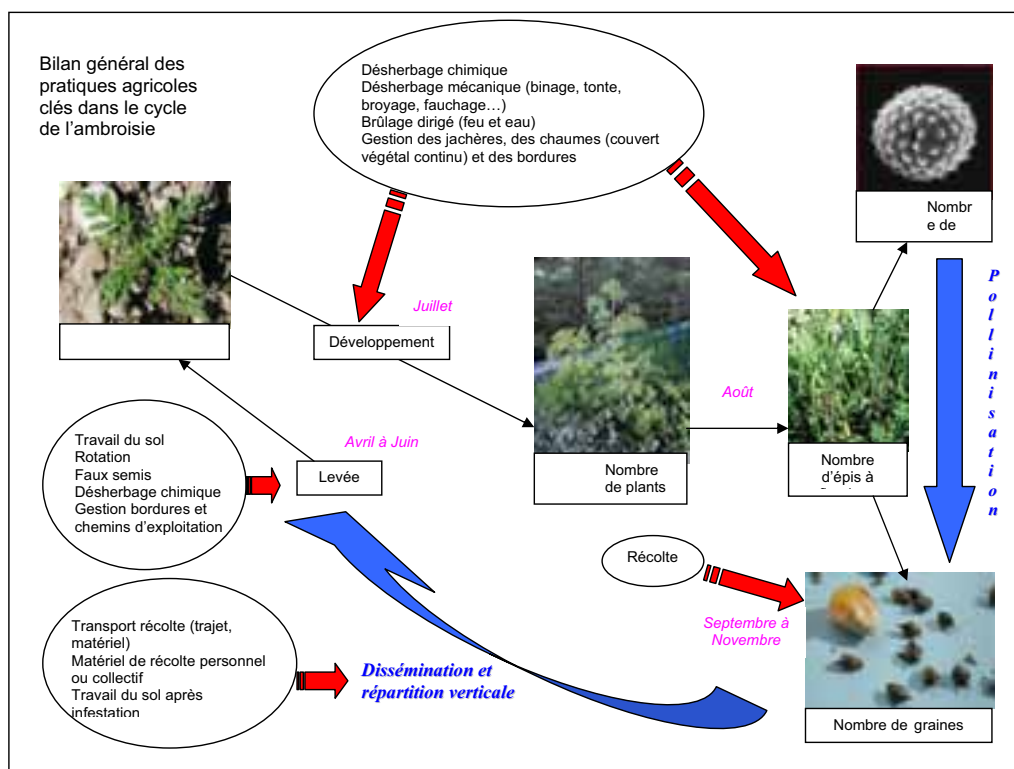 Bilan général des
pratiques agricoles
clés dans le cycle
de l'ambroisie
Désherbage chimique
Désherbage mécanique (binage, tonte,
broyage, fauchage…)
Brûlage dirigé (feu et eau)
Gestion des jachères, des chaumes (couvert
végétal continu) et des bordures
Nombr
e de
Pollinisation
Juillet
Développement
Août
Nombre
de plants
Nombre
d'épis à
Travail du sol
Rotation
Faux semis
Désherbage chimique
Gestion bordures et
chemins d'exploitation
Avril à Juin
Levée
Récolte
Septembre à
Novembre
Transport récolte (trajet,
matériel)
Matériel de récolte personnel
ou collectif
Travail du sol après
infestation
Dissémination et
répartition verticale
Nombre de graines